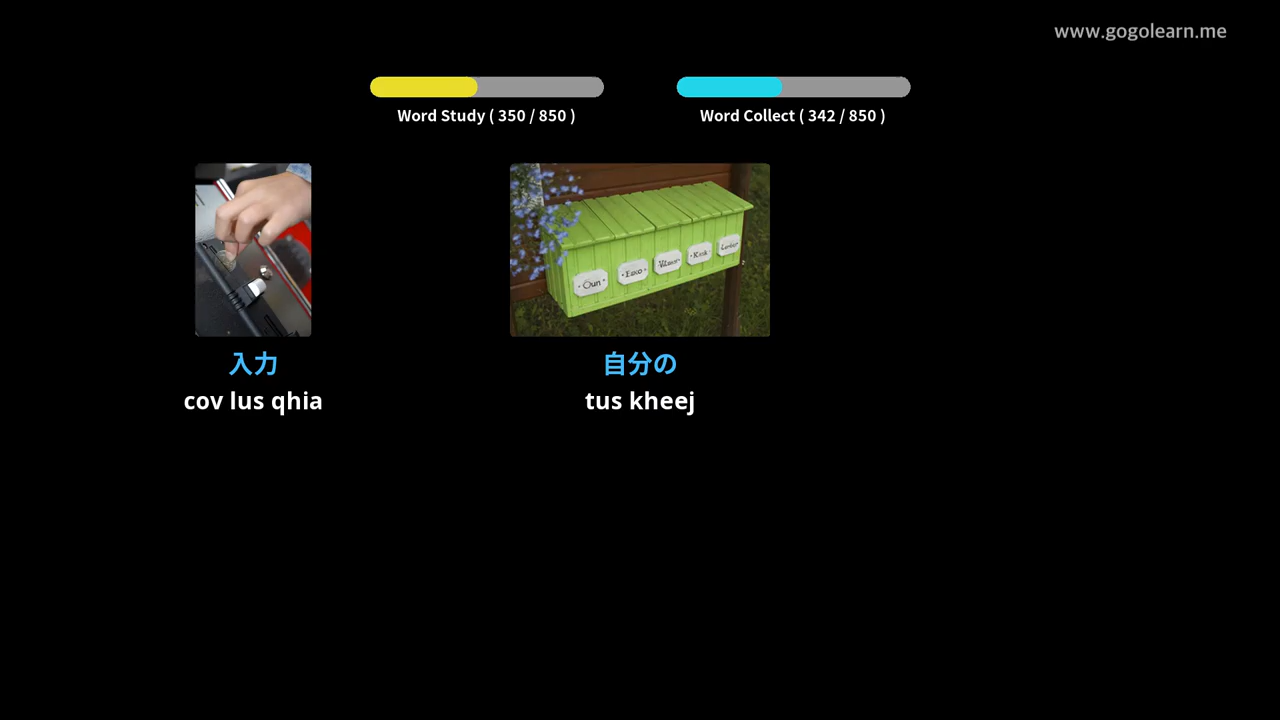 www.gogolearn.me
Word Study ( 350 / 850 )
Word Collect ( 342 / 850 )
Oun
入力
自分の
cov lus qhia
tus kheej